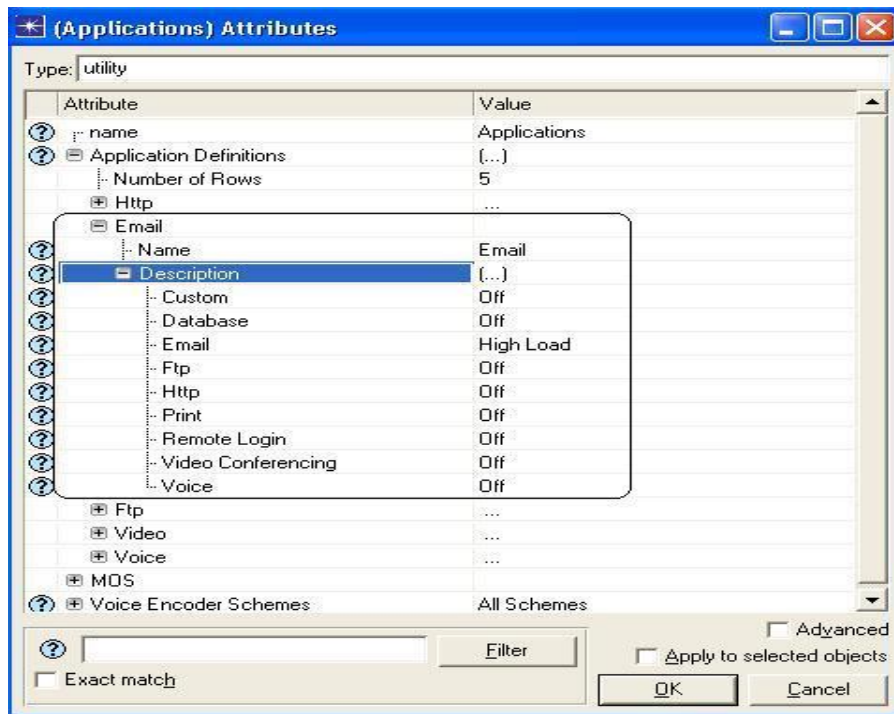 (Applications) Attributes
Type: utility
Attribute Value
name Applications
Application Definitions (...)
Number of Rows 5
Http ...
Email
Name Email
Description (...)
Custom Off
Database Off
Email High Load
Ftp Off
Http Off
Print Off
Remote Login Off
Video Conferencing Off
Voice Off
Ftp ...
Video ...
Voice ...
MOS
Voice Encoder Schemes All Schemes
Advanced
Filter
Apply to selected objects
Exact match
OK Cancel